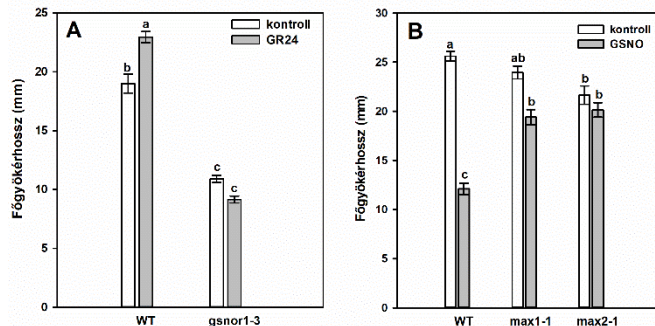 A
kontroll
GR24
Főgyökérhossz (mm)
25
20
15
10
5
0
b
a
c
c
WT
gsnor1-3
B
kontroll
GSNO
Főgyökérhossz (mm)
30
25
20
15
10
5
0
a
c
ab
b
b
b
WT
max1-1
max2-1